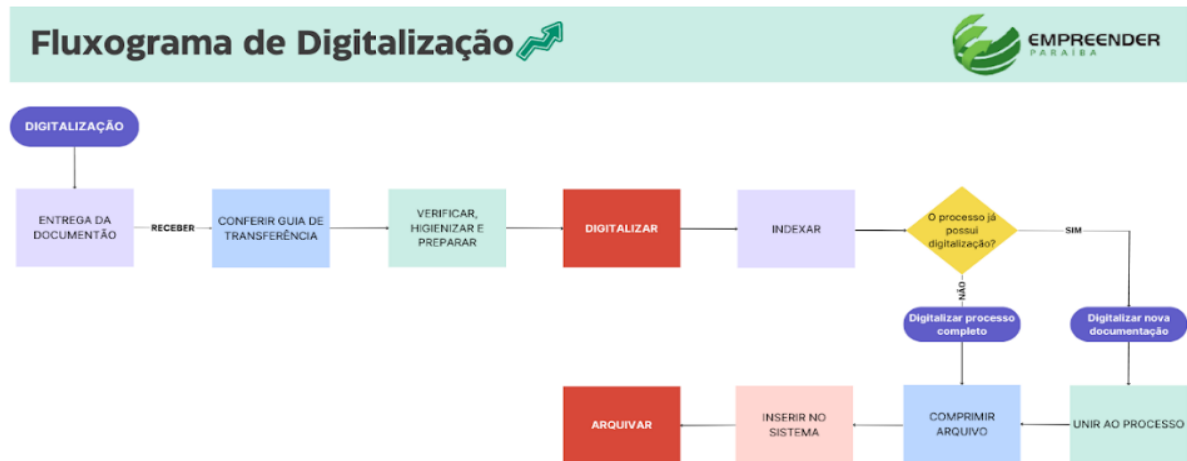 Fluxograma de Digitalização
EMPREENDER
PARAÍBA
DIGITALIZAÇÃO
ENTREGA DA
DOCUMENTÃO
RECEBER
CONFERIR GUIA DE
TRANSFERÊNCIA
VERIFICAR,
HIGIENIZAR E
PREPARAR
DIGITALIZAR
INDEXAR
O processo já
possui
digitalização?
SIM
NÃO
Digitalizar processo
completo
Digitalizar nova
documentação
ARQUIVAR
INSERIR NO
SISTEMA
COMPRIMIR
ARQUIVO
UNIR AO PROCESSO